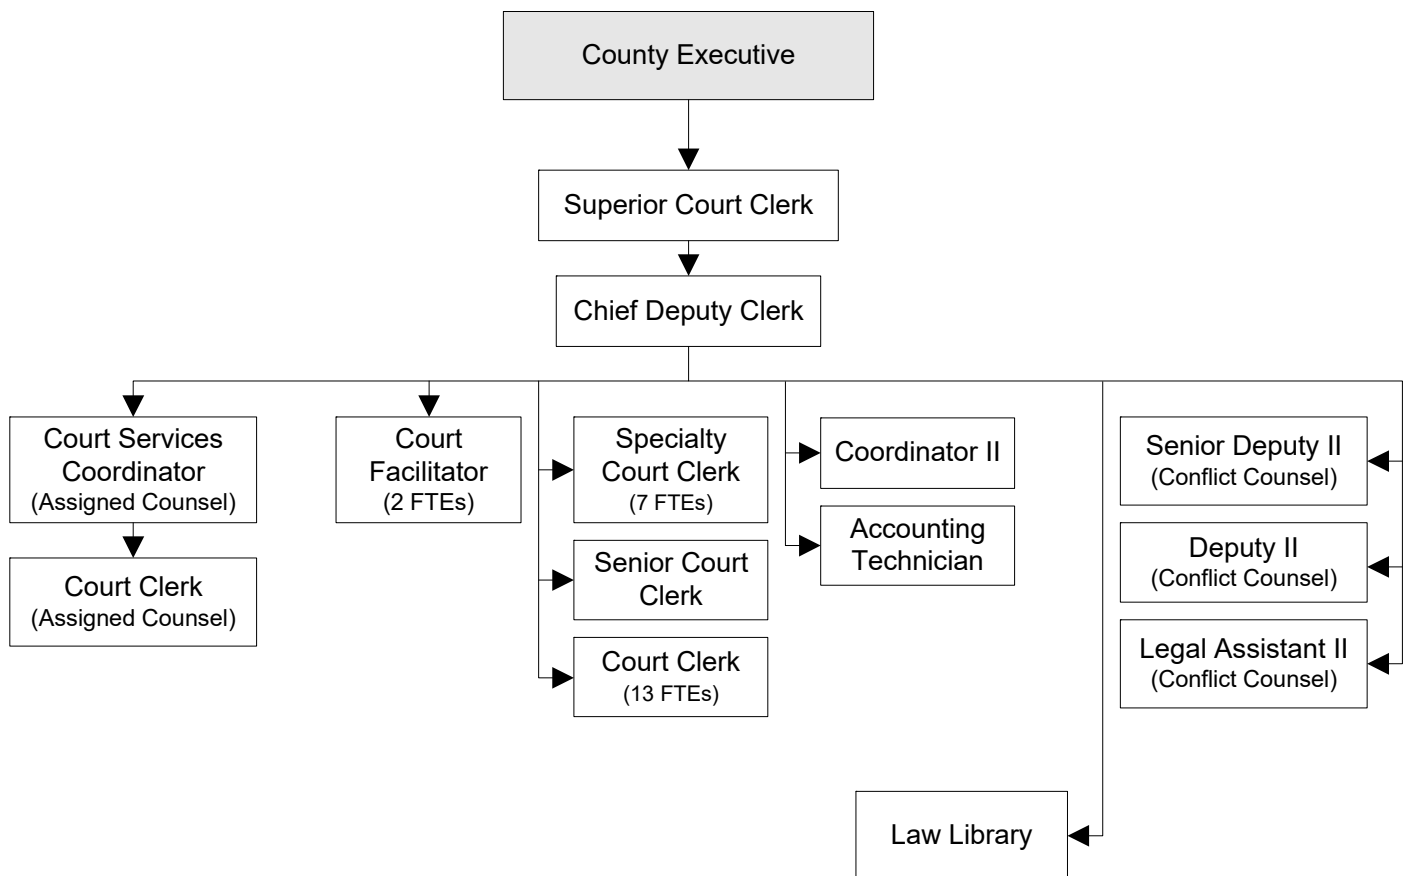 County Executive
Superior Court Clerk
Chief Deputy Clerk
Court Services
Coordinator
(Assigned Counsel)
Court Clerk
(Assigned Counsel)
Court
Facilitator
(2 FTEs)
Specialty
Court Clerk
(7 FTEs)
Senior Court
Clerk
Court Clerk
(13 FTEs)
Coordinator II
Accounting
Technician
Senior Deputy II
(Conflict Counsel)
Deputy II
(Conflict Counsel)
Legal Assistant II
(Conflict Counsel)
Law Library